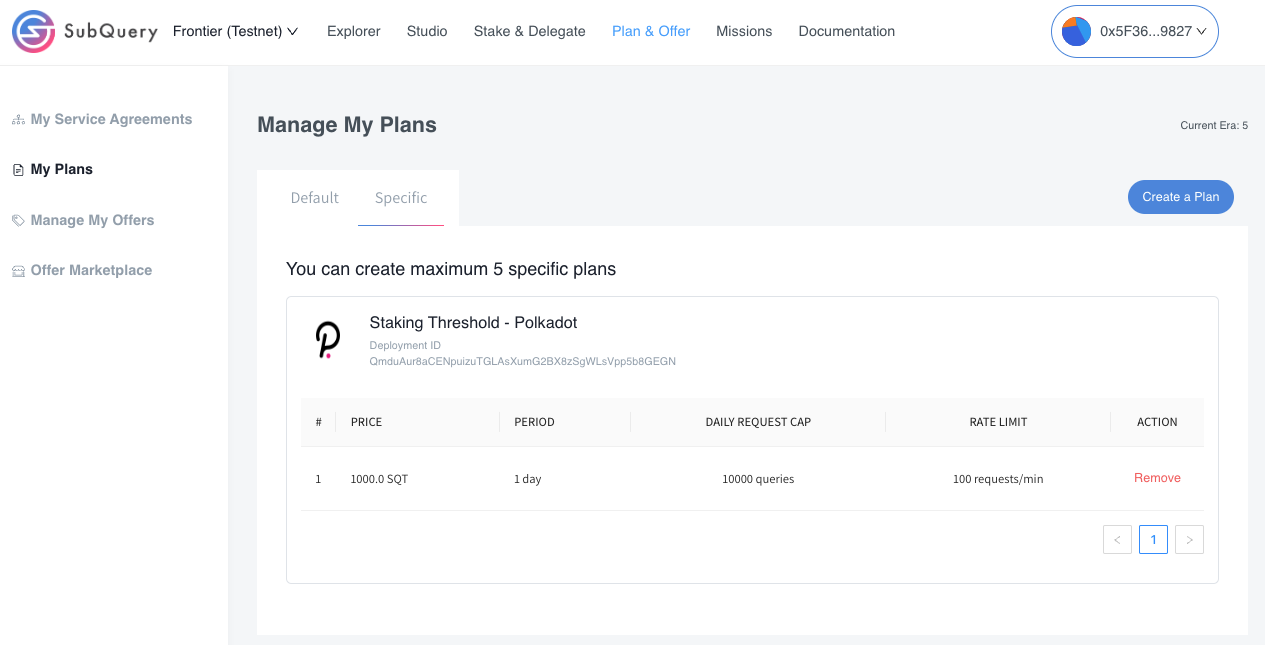 SubQuery Frontier (Testnet) Explorer Studio Stake & Delegate Plan & Offer Missions Documentation 0x5F36...9827
My Service Agreements
My Plans
Manage My Offers
Offer Marketplace
Manage My Plans
Current Era: 5
Default Specific
Create a Plan
You can create maximum 5 specific plans
Staking Threshold - Polkadot
Deployment ID
QmduAur8aCENpuizuTGLAsXumG2BX8zSgWLsVpp5b8GEGN
# PRICE PERIOD DAILY REQUEST CAP RATE LIMIT ACTION
1 1000.0 SQT 1 day 10000 queries 100 requests/min Remove
< 1 >